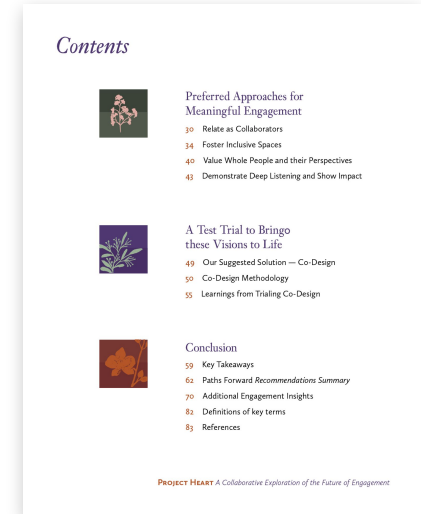 Contents
Preferred Approaches for
Meaningful Engagement
30 Relate as Collaborators
34 Foster Inclusive Spaces
40 Value Whole People and their Perspectives
43 Demonstrate Deep Listening and Show Impact
A Test Trial to Bringo
these Visions to Life
49 Our Suggested Solution — Co-Design
50 Co-Design Methodology
55 Learnings from Trialing Co-Design
Conclusion
59 Key Takeaways
62 Paths Forward Recommendations Summary
70 Additional Engagement Insights
82 Definitions of key terms
83 References
Project Heart A Collaborative Exploration of the Future of Engagement